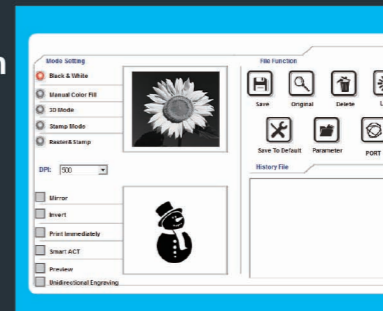 n
Mode Setting
Black & White
Manual Color Fill
3D Mode
Stamp Mode
Raster&Stamp
DPI: 500
Mirror
Invert
Print Immediately
Smart ACT
Preview
Unidirectional Engraving
File Function
Save Original Delete
Save To Default Parameter PORT
History File